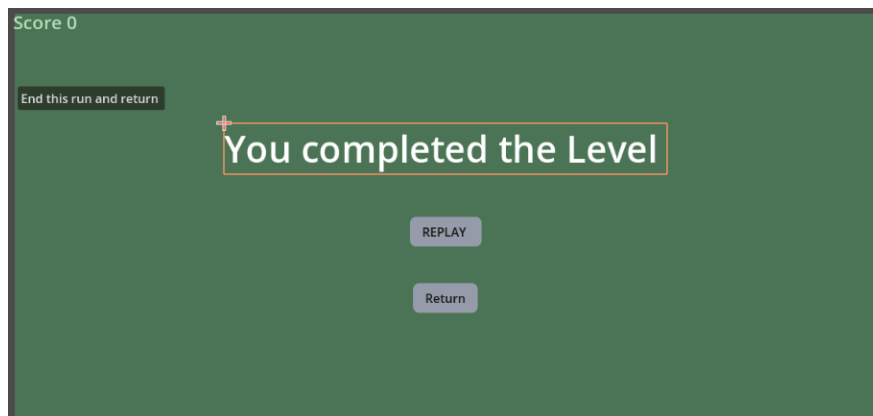 Score 0
End this run and return
You completed the Level
REPLAY
Return